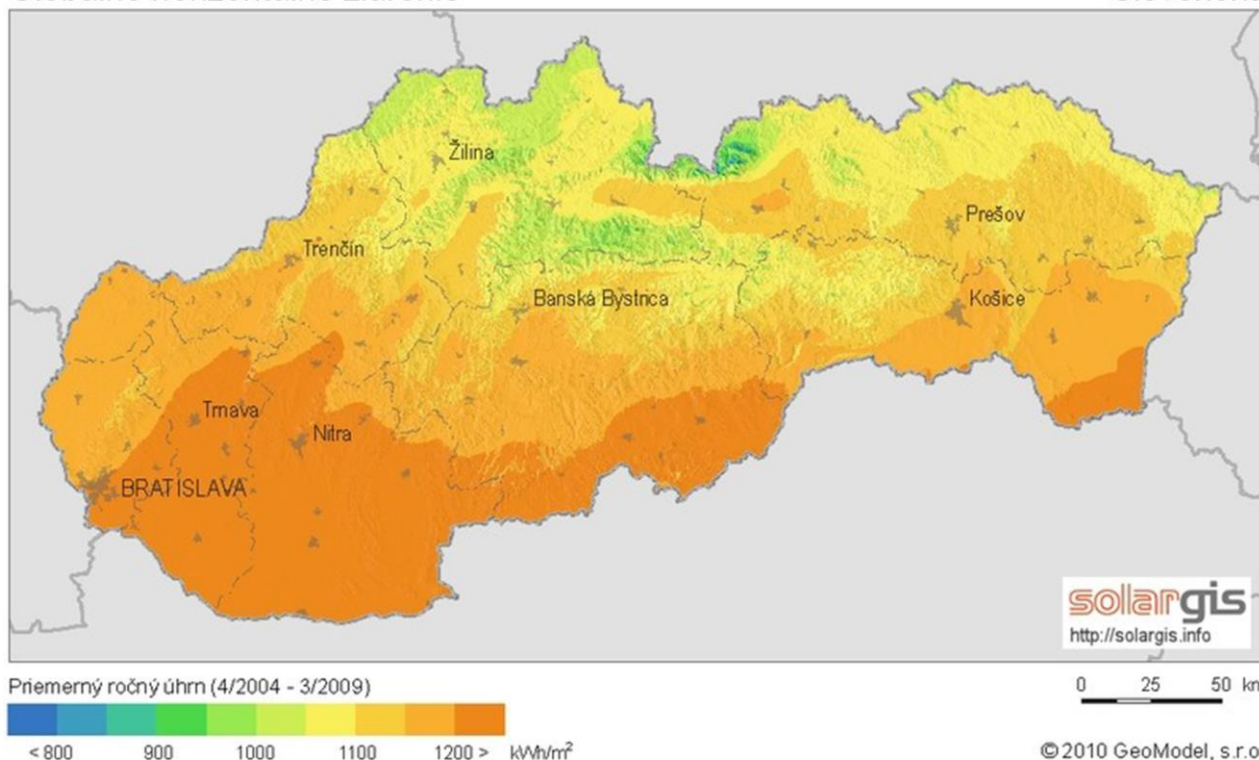 Žilina
Prešov
Trenčín
Banská Bystrica
Košice
Trnava
Nitra
BRATISLAVA
solargis
http://solargis.info
Priemerný ročný úhrn (4/2004 - 3/2009)
0 25 50 km
< 800 900 1000 1100 1200 > kWh/m²
© 2010 GeoModel, s.r.o